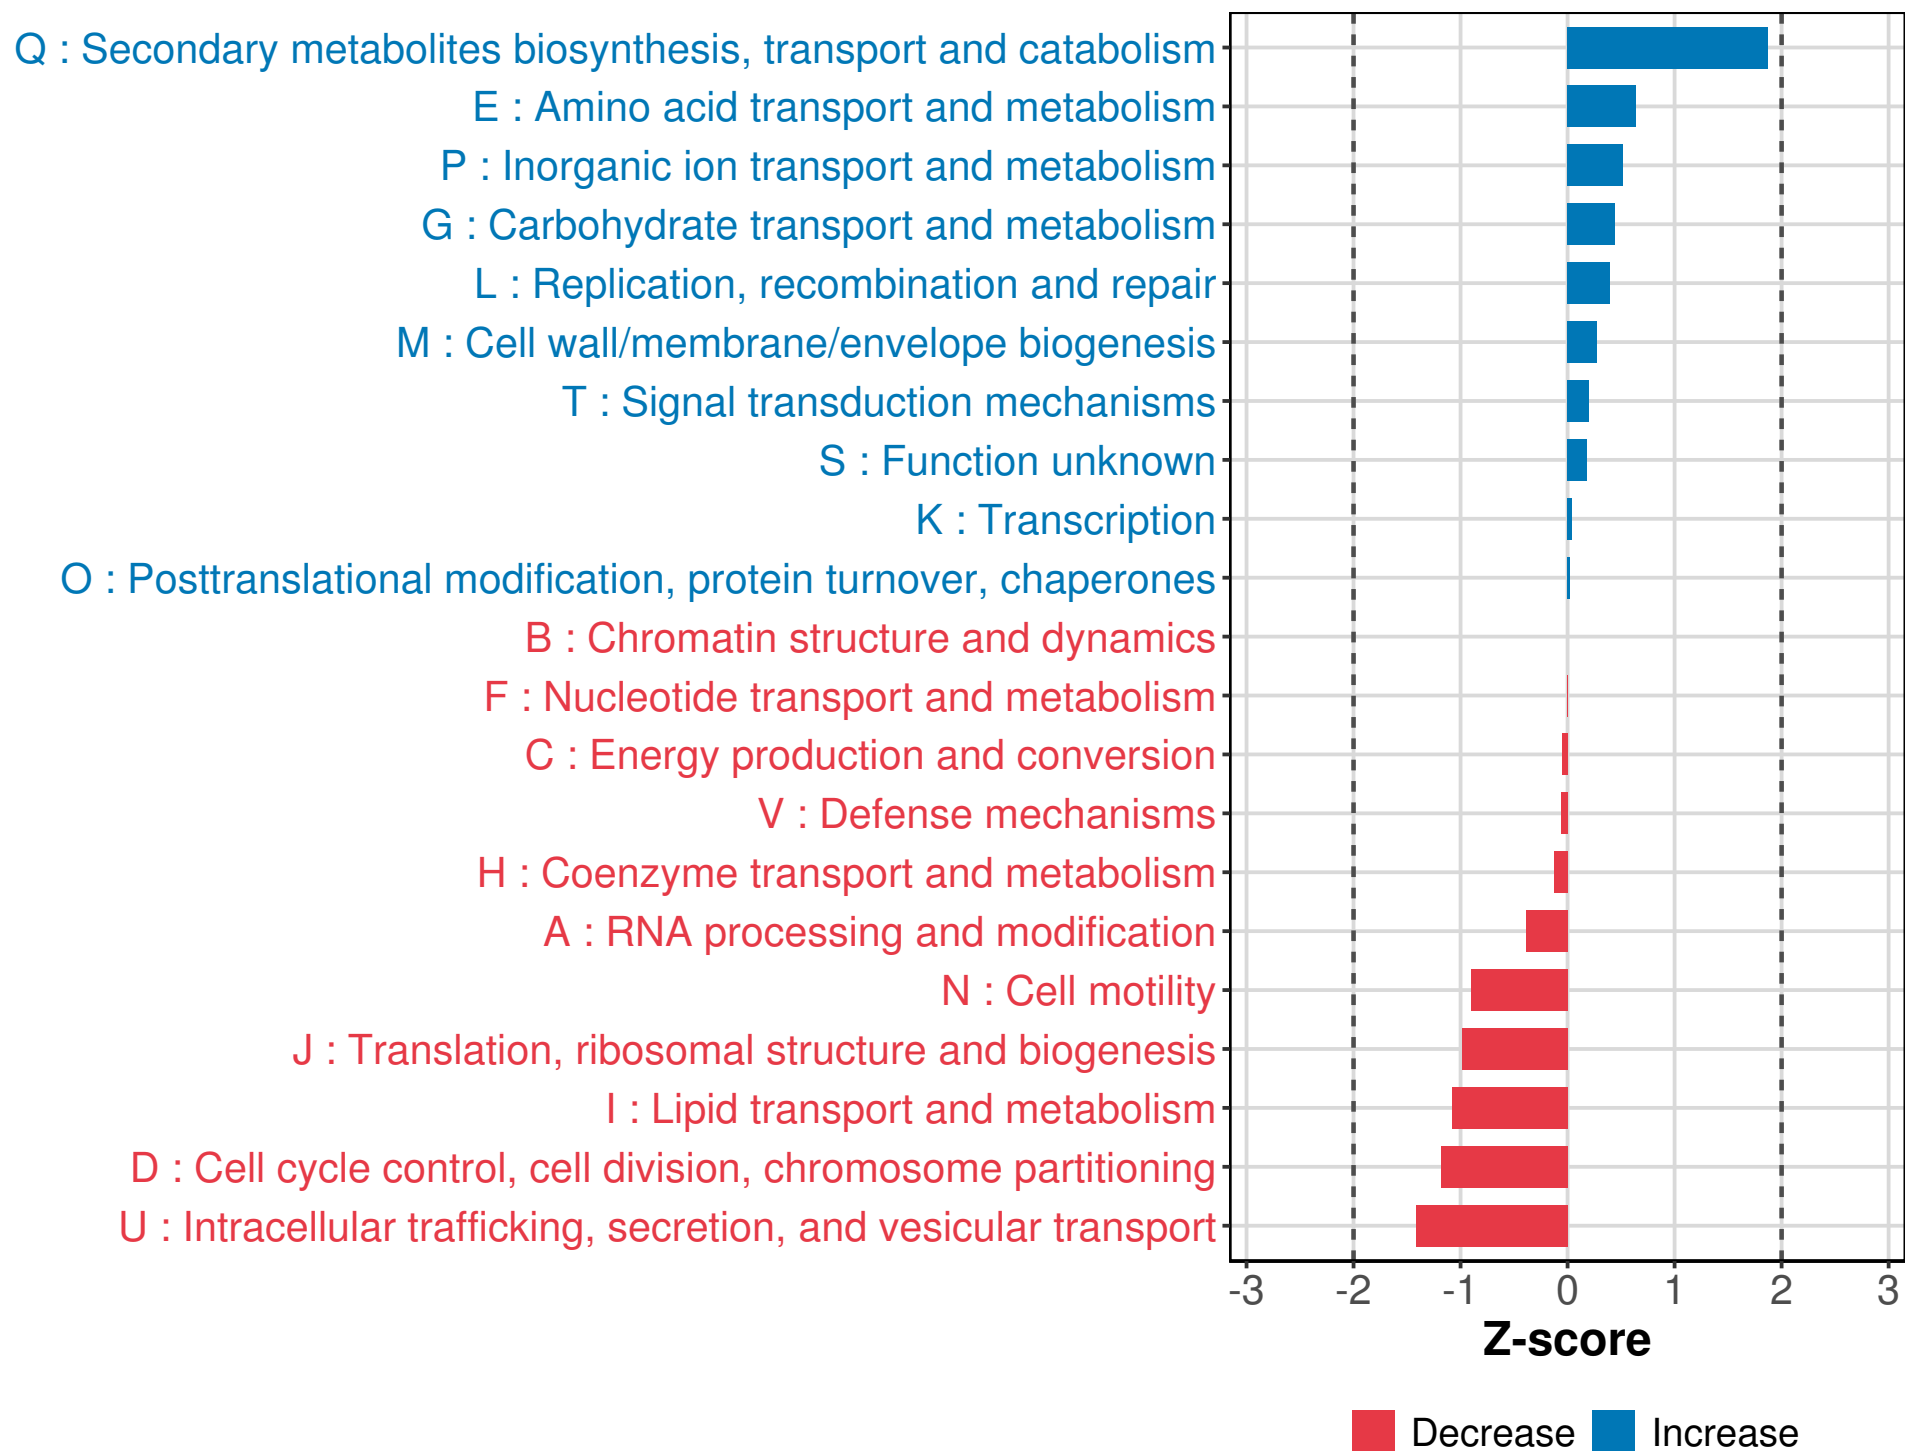 Q : Secondary metabolites biosynthesis, transport and catabolism
E : Amino acid transport and metabolism
P : Inorganic ion transport and metabolism
G : Carbohydrate transport and metabolism
L : Replication, recombination and repair
M : Cell wall/membrane/envelope biogenesis
T : Signal transduction mechanisms
S : Function unknown
K : Transcription
O : Posttranslational modification, protein turnover, chaperones
B : Chromatin structure and dynamics
F : Nucleotide transport and metabolism
C : Energy production and conversion
V : Defense mechanisms
H : Coenzyme transport and metabolism
A : RNA processing and modification
N : Cell motility
J : Translation, ribosomal structure and biogenesis
I : Lipid transport and metabolism
D : Cell cycle control, cell division, chromosome partitioning
U : Intracellular trafficking, secretion, and vesicular transport
-3 -2 -1 0 1 2 3
Z-score
Decrease Increase